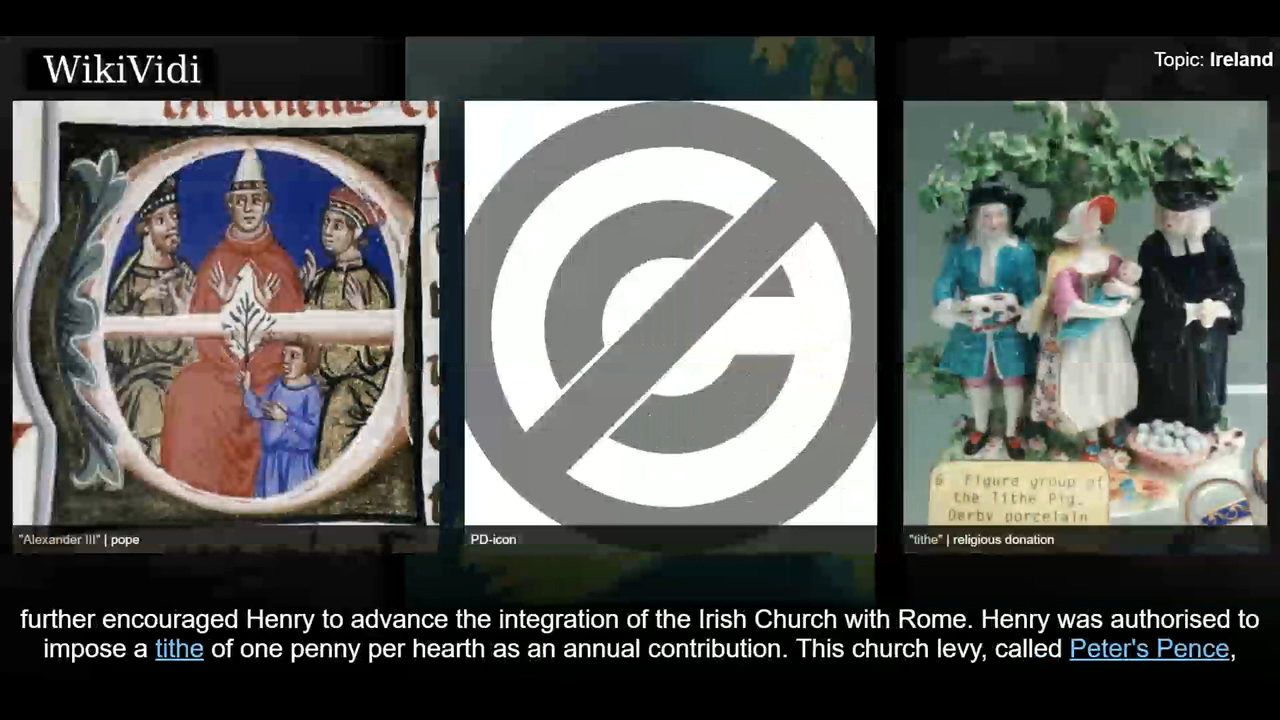 WikiVidi
Topic: Ireland
"Alexander III" | pope
PD-icon
6 Figure group of
the Tithe Pig.
Derby porcelain
"tithe" | religious donation
further encouraged Henry to advance the integration of the Irish Church with Rome. Henry was authorised to
impose a tithe of one penny per hearth as an annual contribution. This church levy, called Peter's Pence,